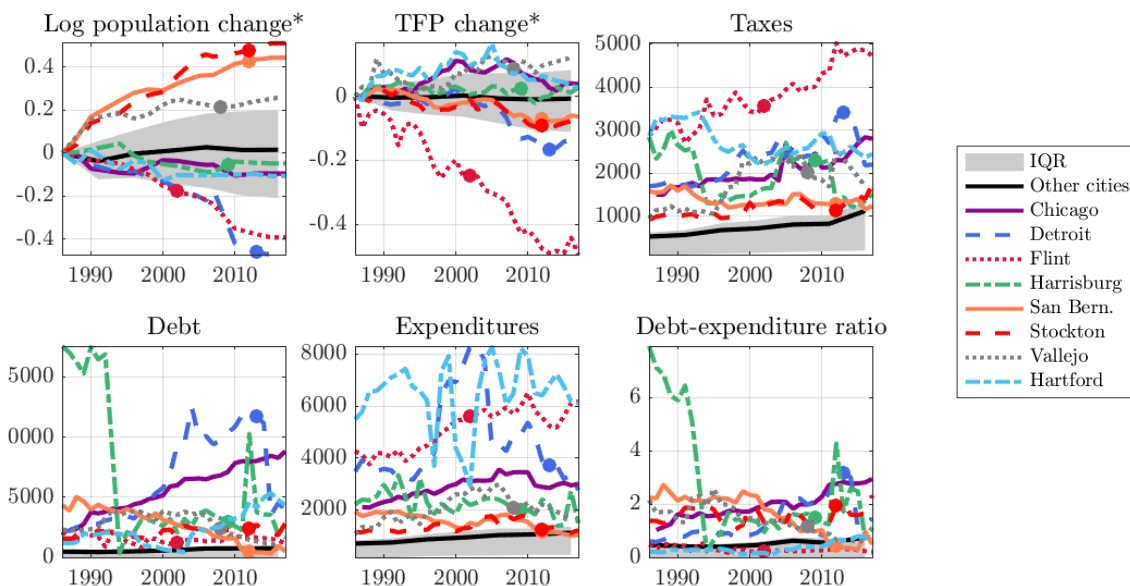 Log population change*
TFP change*
Taxes
0.4
0.2
0
-0.2
-0.4
1990
2000
2010
0
-0.2
-0.4
1990
2000
2010
5000
4000
3000
2000
1000
1990
2000
2010
IQR
Other cities
Chicago
Detroit
Flint
Harrisburg
San Bern.
Stockton
Vallejo
Hartford
Debt
Expenditures
Debt-expenditure ratio
5000
0000
5000
0
1990
2000
2010
8000
6000
4000
2000
1990
2000
2010
6
4
2
0
1990
2000
2010